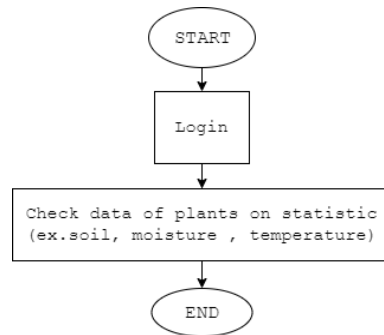 START
Login
Check data of plants on statistic
(ex.soil, moisture , temperature)
END